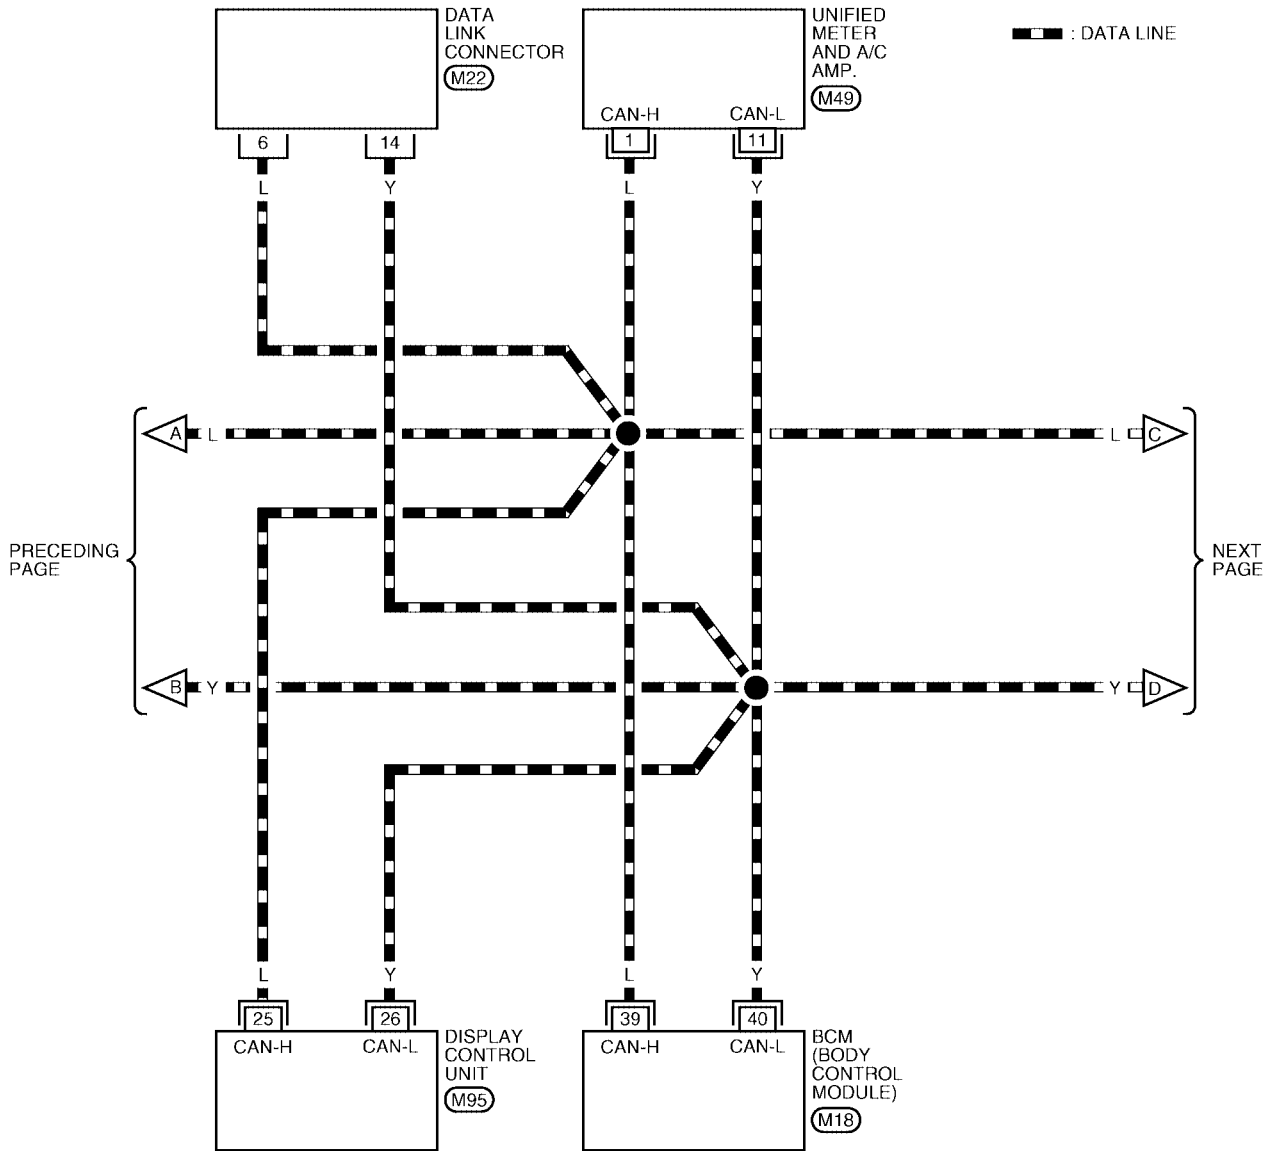 DATA
LINK
CONNECTOR
M22
UNIFIED
METER
AND A/C
AMP.
M49
: DATA LINE
CAN-H
CAN-L
6
14
1
11
L
Y
L
Y
A
L
L
C
PRECEDING
PAGE
NEXT
PAGE
B
Y
Y
D
L
Y
L
Y
25
26
39
40
CAN-H
CAN-L
DISPLAY
CONTROL
UNIT
M95
CAN-H
CAN-L
BCM
(BODY
CONTROL
MODULE)
M18